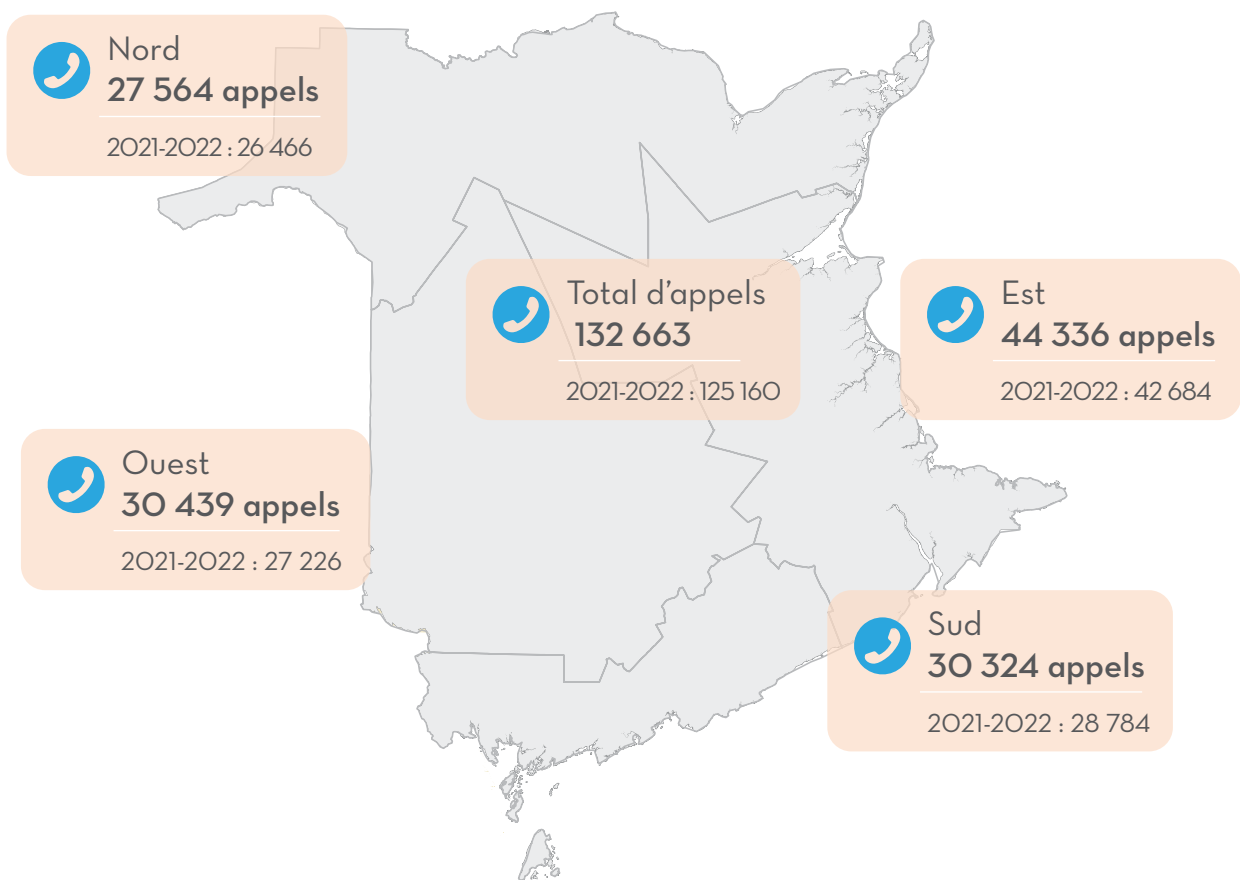 Nord
27 564 appels
2021-2022 : 26 466
Total d’appels
132 663
2021-2022 : 125 160
Est
44 336 appels
2021-2022 : 42 684
Ouest
30 439 appels
2021-2022 : 27 226
Sud
30 324 appels
2021-2022 : 28 784